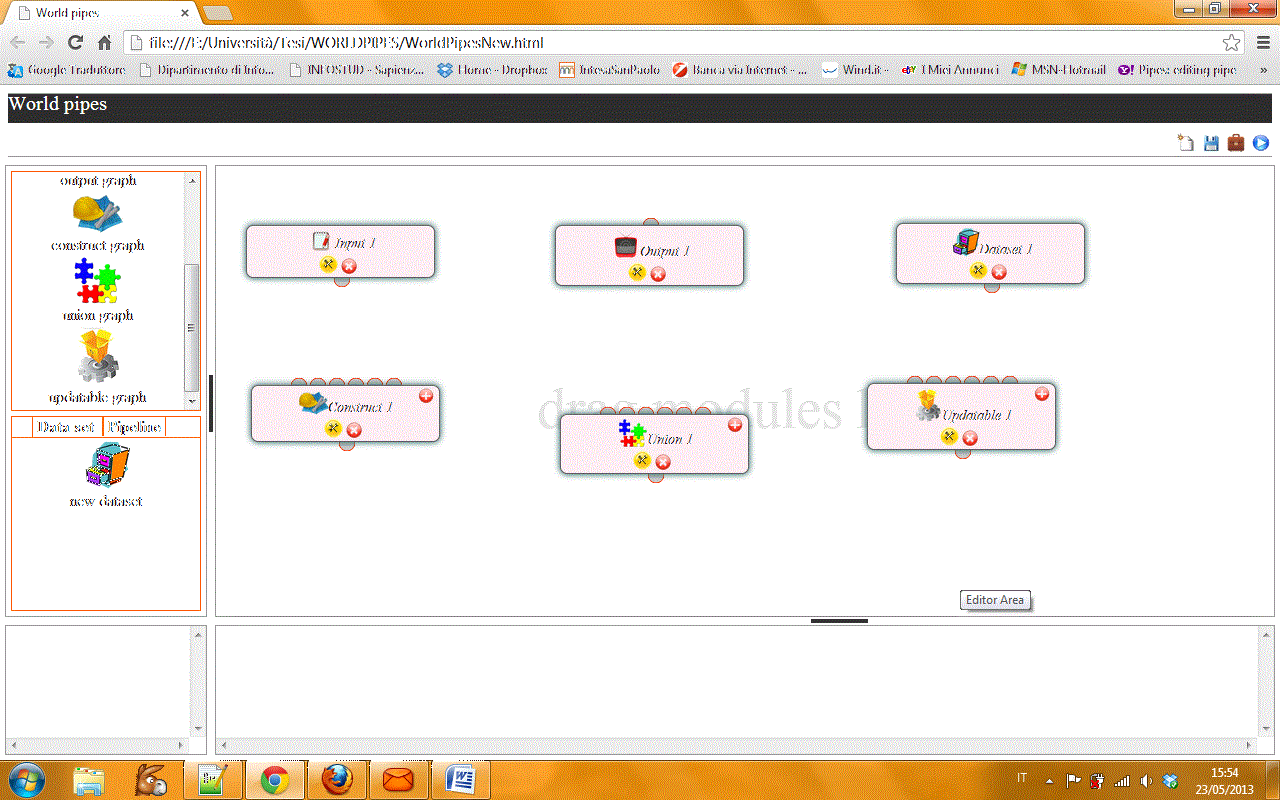 World pipes
file:///E:/Università/Tesi/WORLDPIPES/WorldPipesNew.html
Google Traduttore
Dipartimento di Info...
INFOSTUD - Sapienz...
Home - Dropbox
IntesaSanPaolo
Banca via Internet - ...
Wind.it -
I Miei Annunci
MSN-Hotmail
Pipes: editing pipe
»
World pipes
output graph
construct graph
union graph
updatable graph
Data set
Pipeline
new dataset
Input 1
Output 1
Dataset 1
Construct 1
drag modules
Union 1
Updatable 1
Editor Area
IT
15:54
23/05/2013